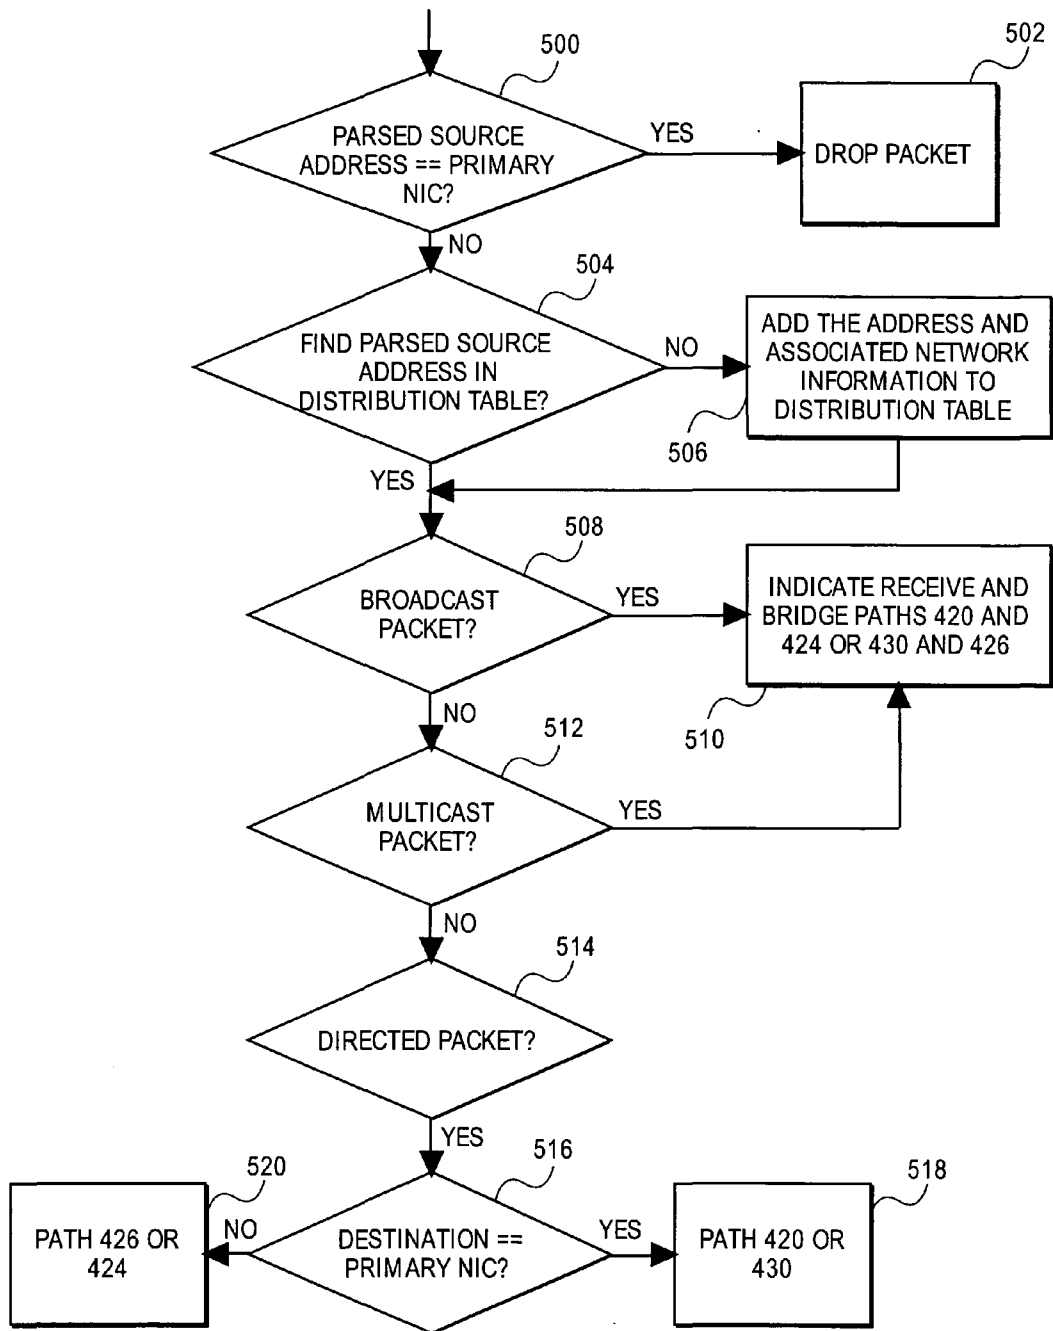 500
502
PARSED SOURCE
ADDRESS == PRIMARY
NIC?
YES
DROP PACKET
NO
504
FIND PARSED SOURCE
ADDRESS IN
DISTRIBUTION TABLE?
NO
ADD THE ADDRESS AND
ASSOCIATED NETWORK
INFORMATION TO
DISTRIBUTION TABLE
506
YES
508
BROADCAST
PACKET?
YES
INDICATE RECEIVE AND
BRIDGE PATHS 420 AND
424 OR 430 AND 426
510
NO
512
MULTICAST
PACKET?
YES
NO
514
DIRECTED PACKET?
YES
516
520
518
PATH 426 OR
424
NO
DESTINATION ==
PRIMARY NIC?
YES
PATH 420 OR
430